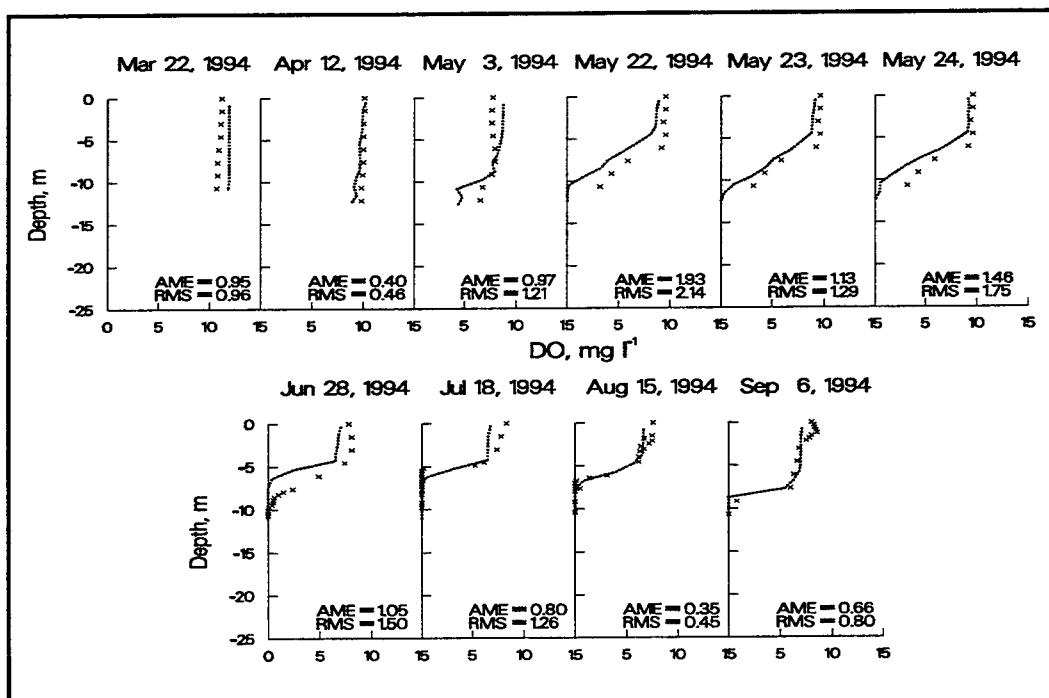 Mar 22, 1994 Apr 12, 1994 May 3, 1994 May 22, 1994 May 23, 1994 May 24, 1994
0
-5
-10
-15
-20
-25
Depth, m
AME = 0.95 AME = 0.40 AME = 0.97 AME = 1.93 AME = 1.13 AME = 1.46
RMS = 0.96 RMS = 0.46 RMS = 1.21 RMS = 2.14 RMS = 1.29 RMS = 1.75
0 5 10 15 5 10 15 5 10 15 5 10 15 5 10 15 5 10 15
DO, mg l⁻¹
Jun 28, 1994 Jul 18, 1994 Aug 15, 1994 Sep 6, 1994
0
-5
-10
-15
-20
-25
Depth, m
AME = 1.05 AME = 0.80 AME = 0.35 AME = 0.66
RMS = 1.50 RMS = 1.26 RMS = 0.45 RMS = 0.80
0 5 10 15 5 10 15 5 10 15 5 10 15